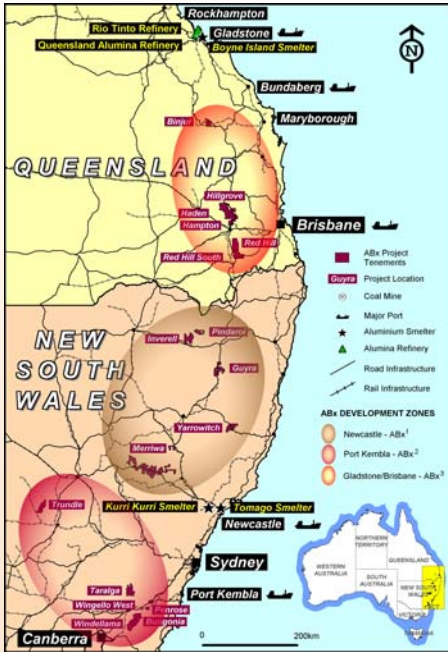 Rockhampton
Rio Tinto Refinery
Gladstone
Queensland Alumina Refinery
Boyne Island Smelter
N
Bundaberg
Binjour
Maryborough
QUEENSLAND
Hillgrove
Haden
Hampton
Brisbane
Red Hill
Red Hill South
ABx Project
Tenements
Guyra
Project Location
Coal Mine
Major Port
Aluminium Smelter
Alumina Refinery
Road Infrastructure
Rail Infrastructure
NEW
SOUTH
WALES
Pindaroi
Inverell
Guyra
Yarrowitch
Merriwa
ABx DEVELOPMENT ZONES
Newcastle - ABx¹
Port Kembla - ABx²
Gladstone/Brisbane - ABx³
Trundle
Kurri Kurri Smelter
Tomago Smelter
Newcastle
Sydney
Taralga
Port Kembla
Wingello West
Penrose
Windellama
Bungonia
Canberra
200km
0
NORTHERN
TERRITORY
QUEENSLAND
WESTERN
AUSTRALIA
SOUTH
AUSTRALIA
NEW SOUTH
WALES
VICTORIA